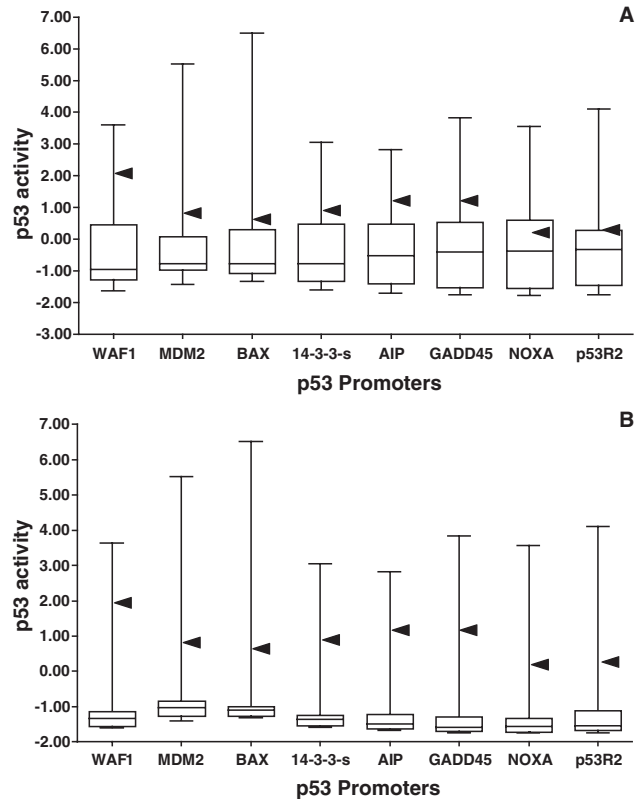 A
7.00
6.00
5.00
4.00
3.00
2.00
1.00
0.00
-1.00
-2.00
-3.00
p53 activity
WAF1 MDM2 BAX 14-3-3-s AIP GADD45 NOXA p53R2
p53 Promoters
B
7.00
6.00
5.00
4.00
3.00
2.00
1.00
0.00
-1.00
-2.00
p53 activity
WAF1 MDM2 BAX 14-3-3-s AIP GADD45 NOXA p53R2
p53 Promoters